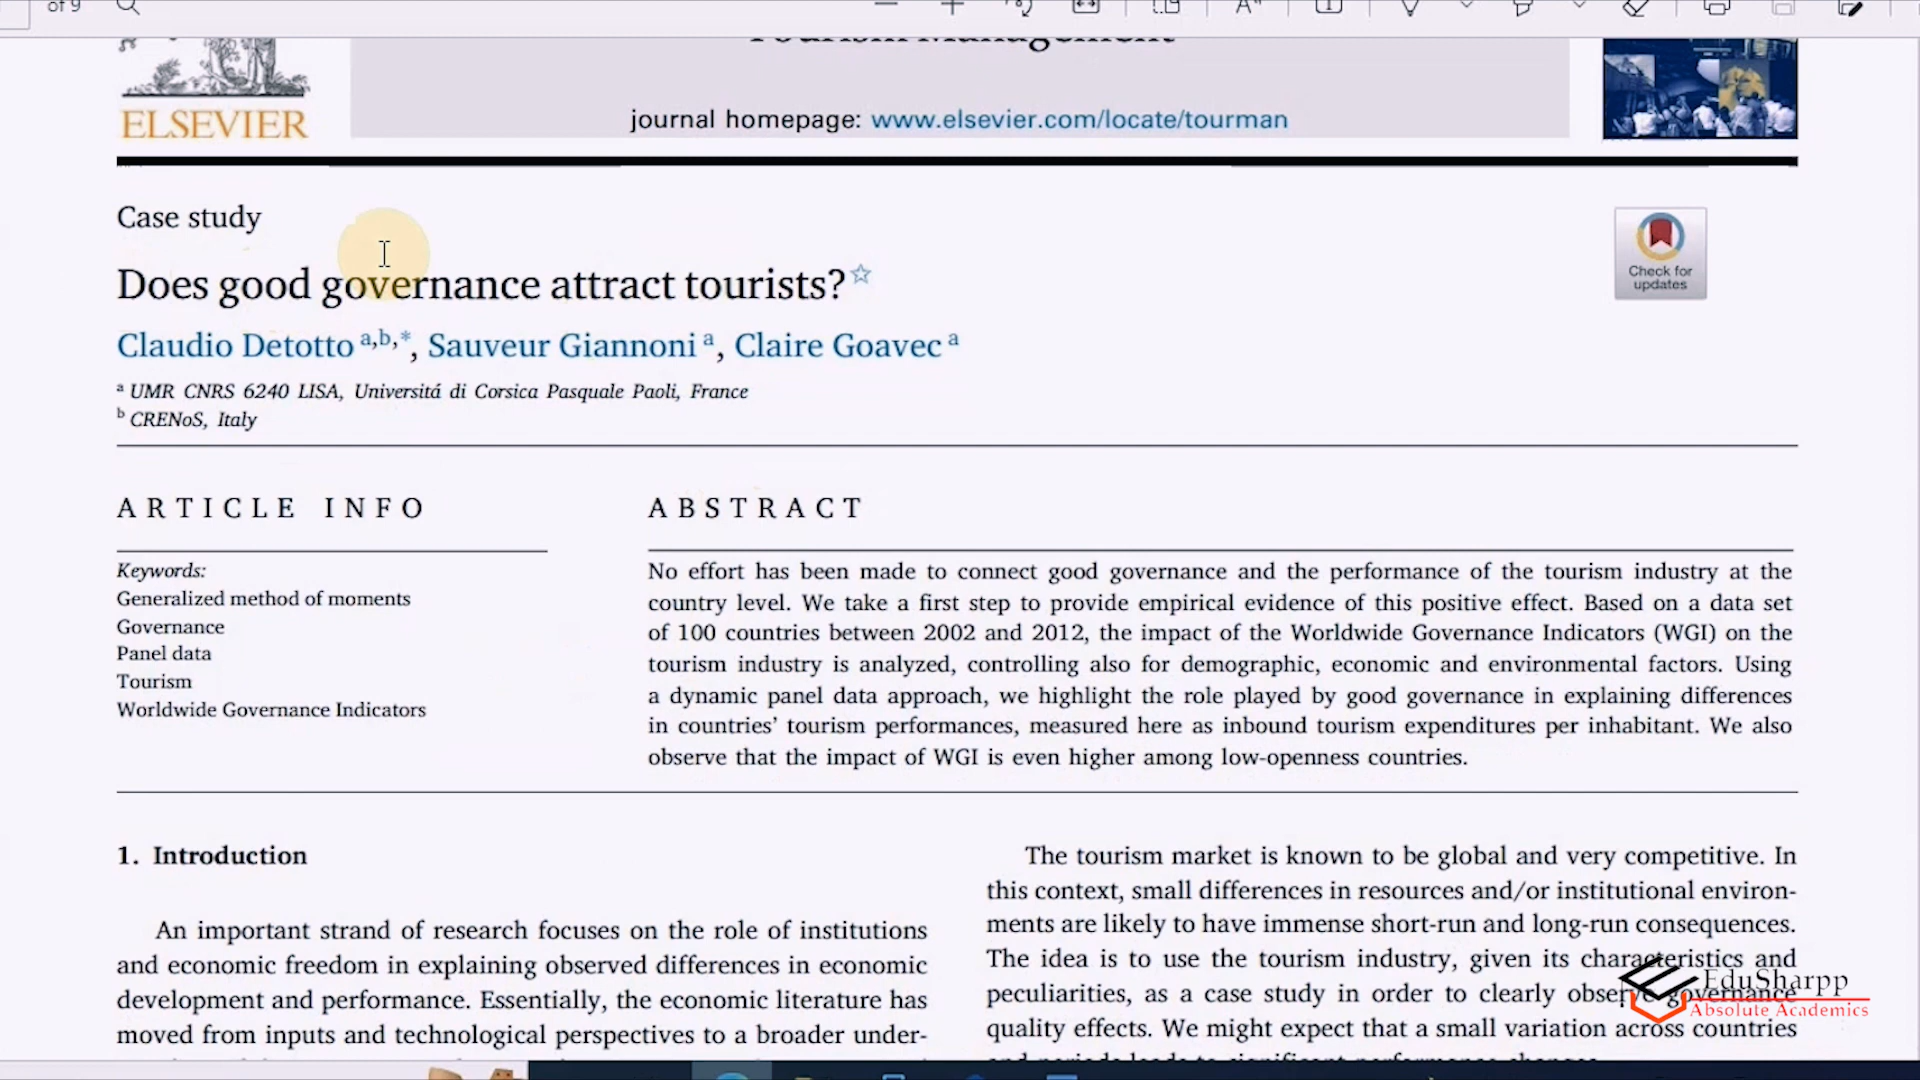 of 9
Tourism Management
ELSEVIER
journal homepage: www.elsevier.com/locate/tourman
Case study
Does good governance attract tourists?☆
Check for
updates
Claudio Detotto a,b,*, Sauveur Giannoni a, Claire Goavec a
a UMR CNRS 6240 LISA, Universitá di Corsica Pasquale Paoli, France
b CRENoS, Italy
ARTICLE INFO
Keywords:
Generalized method of moments
Governance
Panel data
Tourism
Worldwide Governance Indicators
ABSTRACT
No effort has been made to connect good governance and the performance of the tourism industry at the
country level. We take a first step to provide empirical evidence of this positive effect. Based on a data set
of 100 countries between 2002 and 2012, the impact of the Worldwide Governance Indicators (WGI) on the
tourism industry is analyzed, controlling also for demographic, economic and environmental factors. Using
a dynamic panel data approach, we highlight the role played by good governance in explaining differences
in countries’ tourism performances, measured here as inbound tourism expenditures per inhabitant. We also
observe that the impact of WGI is even higher among low-openness countries.
1. Introduction
An important strand of research focuses on the role of institutions
and economic freedom in explaining observed differences in economic
development and performance. Essentially, the economic literature has
moved from inputs and technological perspectives to a broader under-
The tourism market is known to be global and very competitive. In
this context, small differences in resources and/or institutional environ-
ments are likely to have immense short-run and long-run consequences.
The idea is to use the tourism industry, given its characteristics and
peculiarities, as a case study in order to clearly observe governance
quality effects. We might expect that a small variation across countries
and periods leads to significant performance changes.
EduSharpp
Absolute Academics